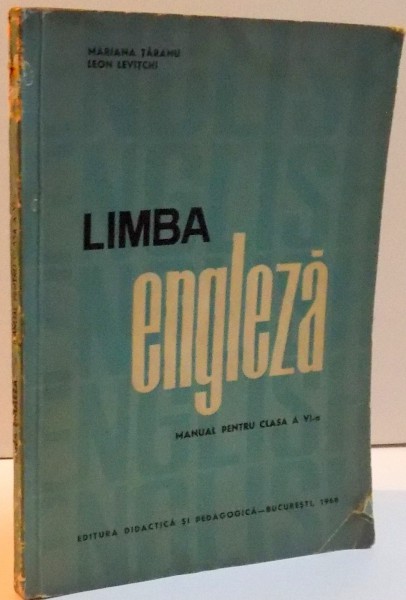 MARIANA ȚĂRANU
LEON LEVIȚCHI
LIMBA
engleză
MANUAL PENTRU CLASA A VI-a
EDITURA DIDACTICĂ ȘI PEDAGOGICĂ—BUCUREȘTI, 1966